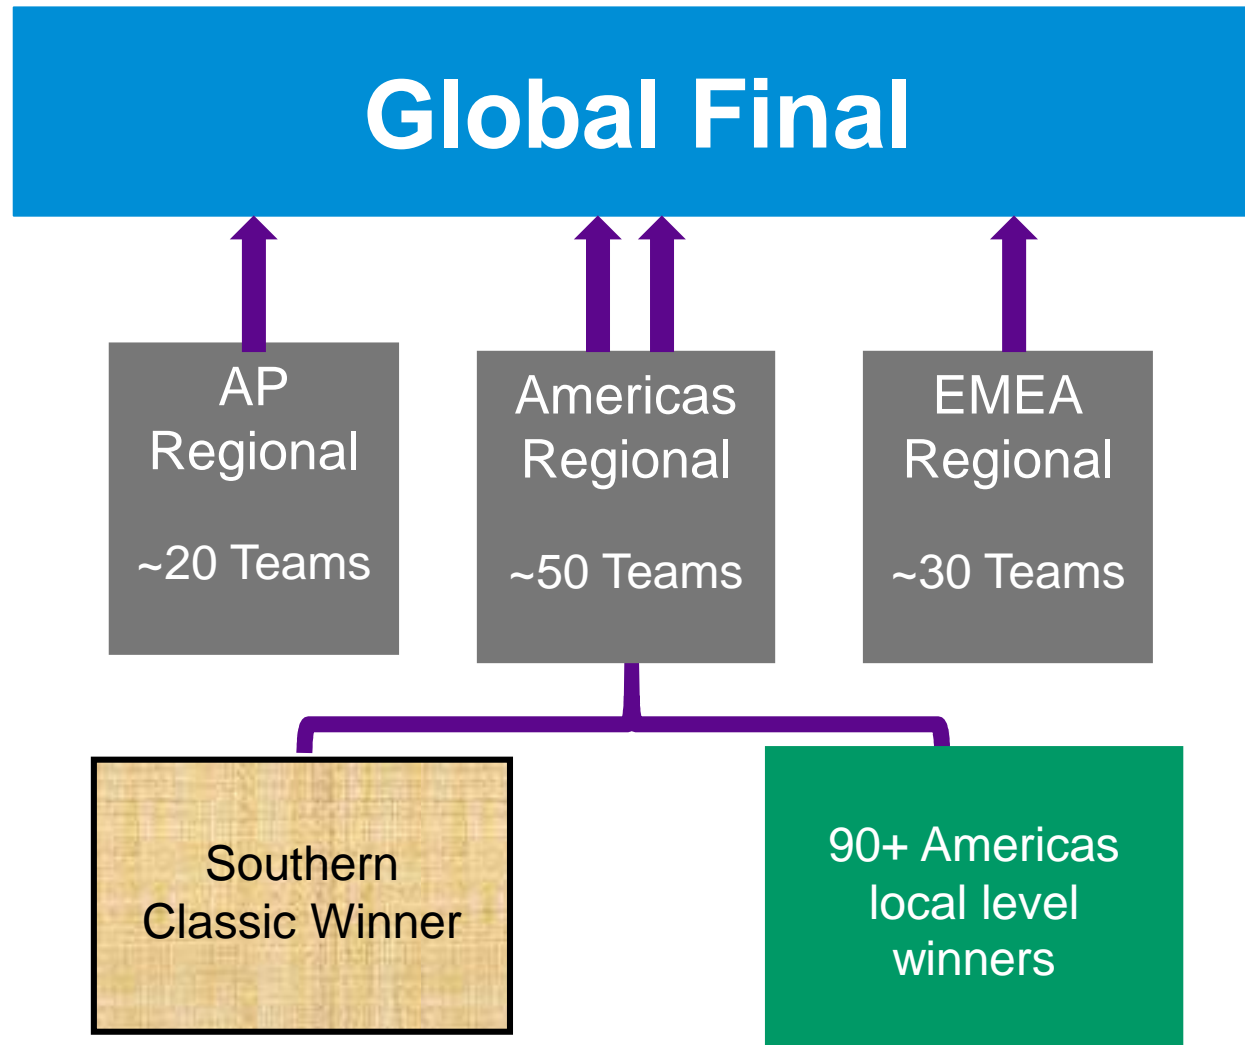 Global Final
AP
Regional
~20 Teams
Americas
Regional
~50 Teams
EMEA
Regional
~30 Teams
Southern
Classic Winner
90+ Americas
local level
winners